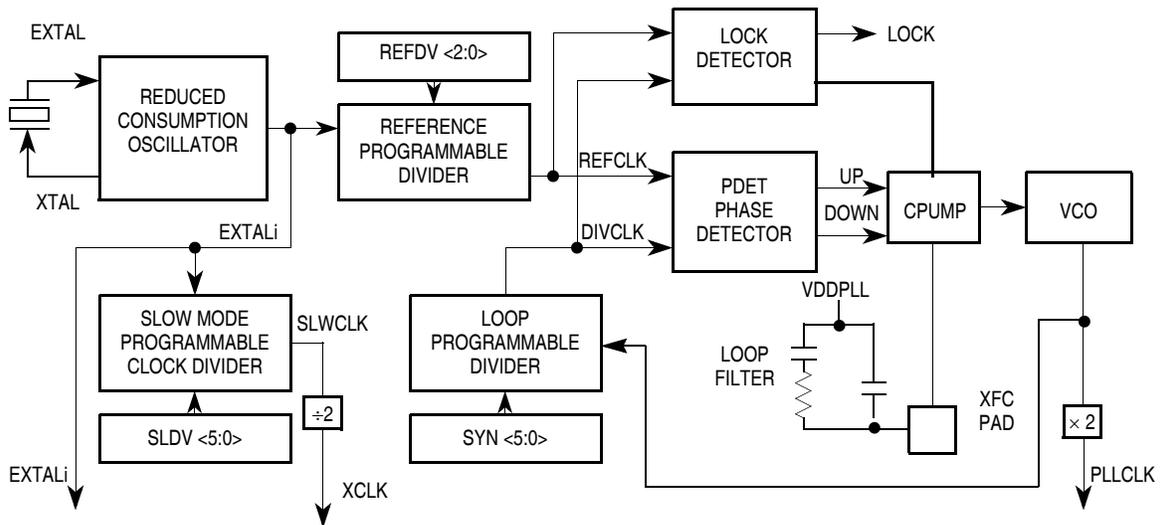 EXTAL
REFDV <2:0>
LOCK
DETECTOR
LOCK
REDUCED
CONSUMPTION
OSCILLATOR
REFERENCE
PROGRAMMABLE
DIVIDER
REFCLK
XTAL
PDET
PHASE
DETECTOR
UP
DOWN
CPUMP
VCO
EXTALi
DIVCLK
SLOW MODE
PROGRAMMABLE
CLOCK DIVIDER
SLWCLK
LOOP
PROGRAMMABLE
DIVIDER
VDDPLL
LOOP
FILTER
XFC
PAD
÷2
× 2
SLDV <5:0>
SYN <5:0>
EXTALi
XCLK
PLLCLK